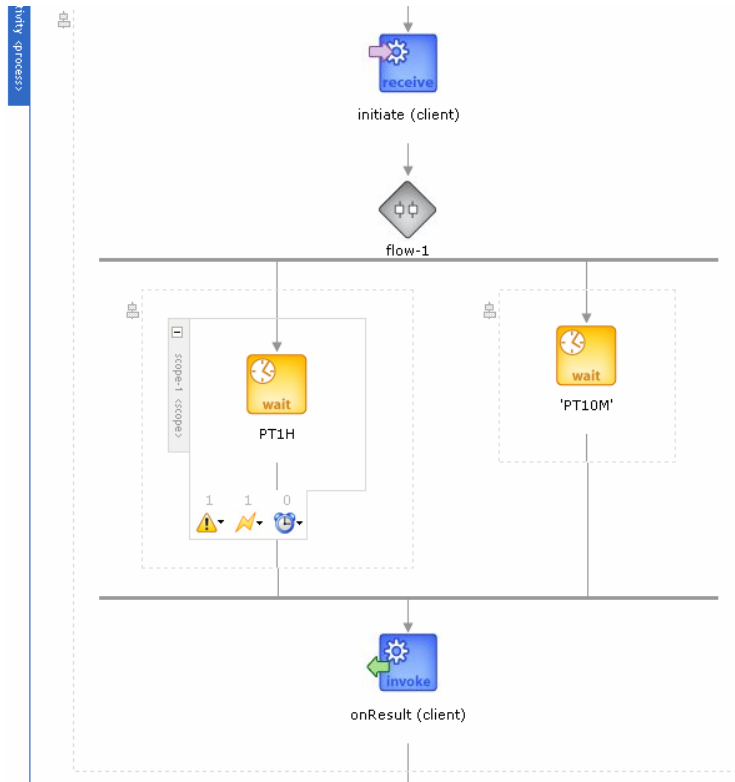 tivity <process>
receive
initiate (client)
flow-1
scope-1 <scope>
wait
PT1H
1 1 0
wait
'PT10M'
invoke
onResult (client)